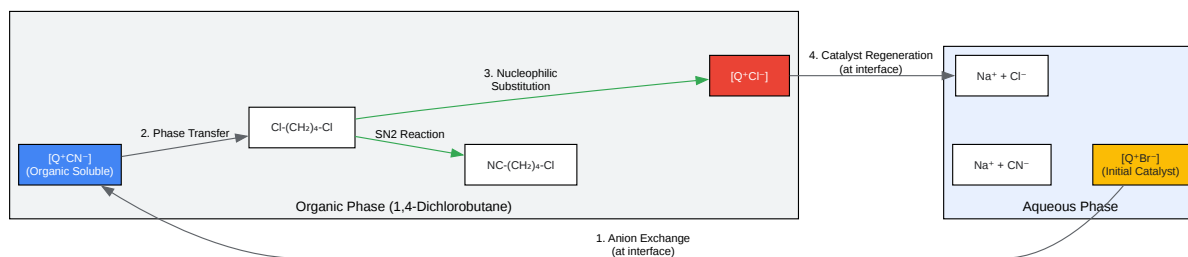 4. Catalyst Regeneration
(at interface)
[Q⁺Cl⁻]
Na⁺ + Cl⁻
3. Nucleophilic
Substitution
Cl-(CH₂)₄-Cl
2. Phase Transfer
SN2 Reaction
[Q⁺CN⁻]
(Organic Soluble)
NC-(CH₂)₄-Cl
Na⁺ + CN⁻
[Q⁺Br⁻]
(Initial Catalyst)
Organic Phase (1,4-Dichlorobutane)
Aqueous Phase
1. Anion Exchange
(at interface)